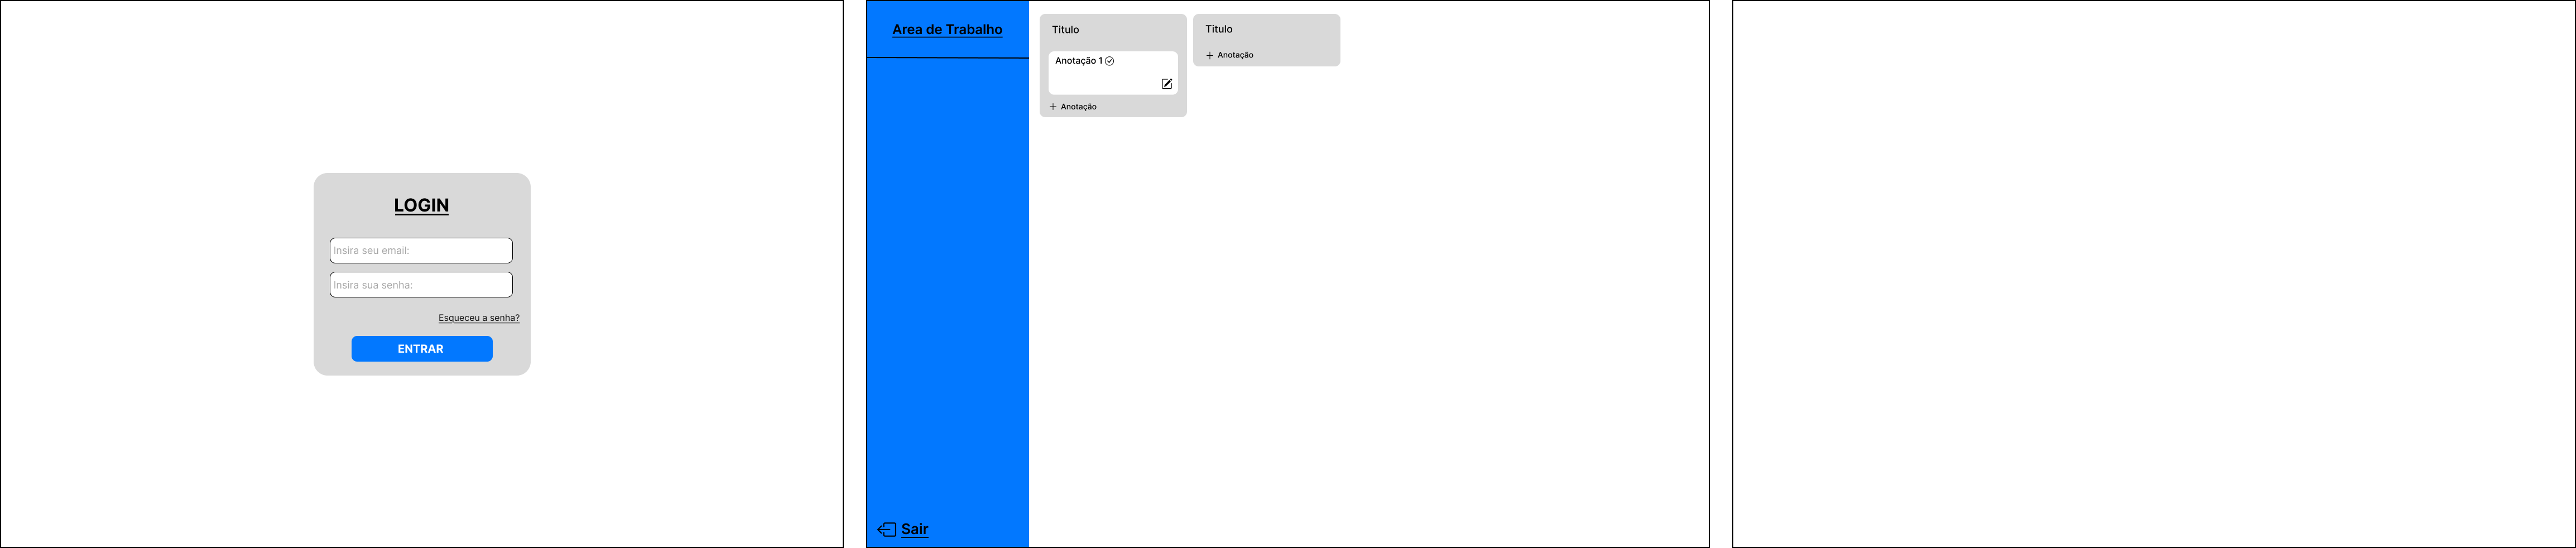 LOGIN
Insira seu email:
Insira sua senha:
Esqueceu a senha?
ENTRAR
Area de Trabalho
Sair
Titulo
Anotação 1
+ Anotação
Titulo
+ Anotação